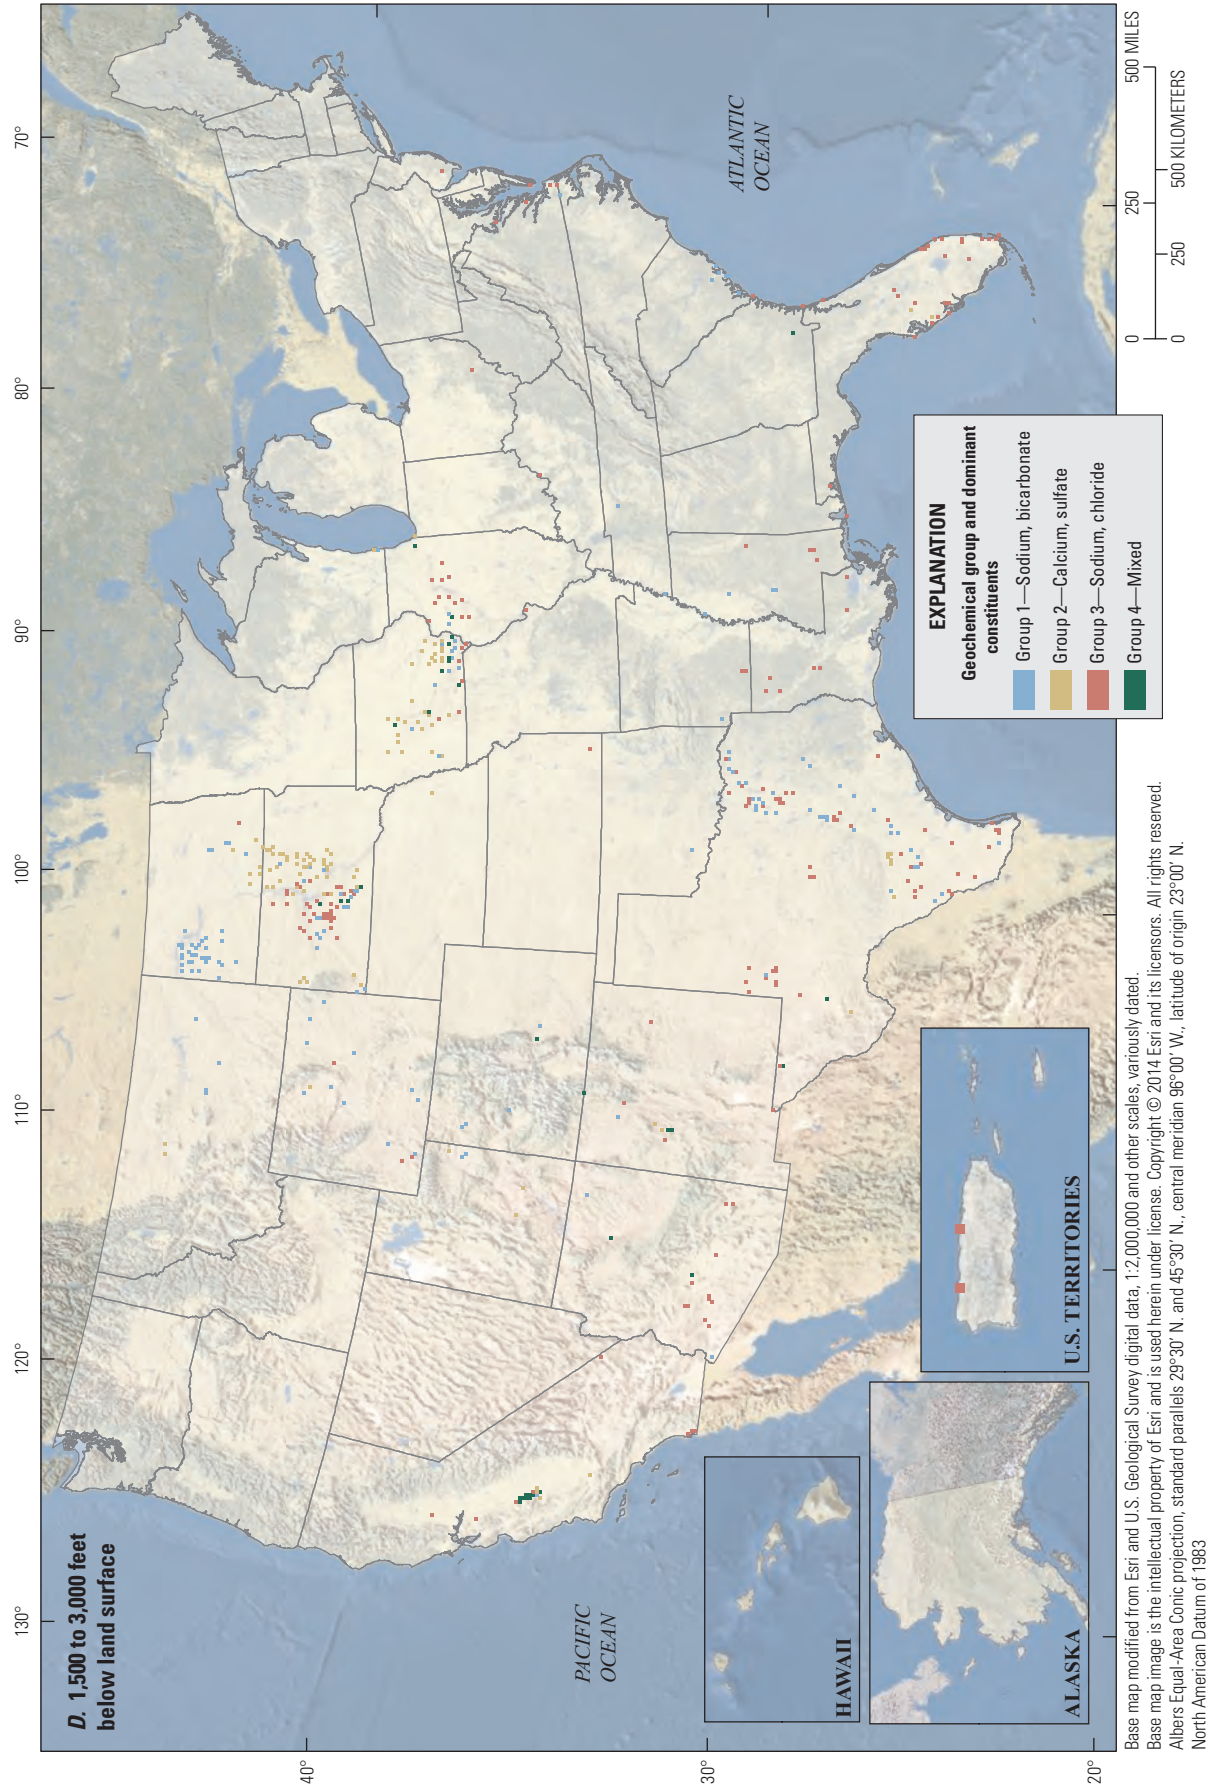 D. 1,500 to 3,000 feet
below land surface
130°
120°
110°
100°
90°
80°
70°
40°
30°
20°
PACIFIC
OCEAN
ATLANTIC
OCEAN
HAWAII
ALASKA
U.S. TERRITORIES
EXPLANATION
Geochemical group and dominant
constituents
Group 1—Sodium, bicarbonate
Group 2—Calcium, sulfate
Group 3—Sodium, chloride
Group 4—Mixed
0 250 500 MILES
0 250 500 KILOMETERS
Base map modified from Esri and U.S. Geological Survey digital data, 1:2,000,000 and other scales, variously dated.
Base map image is the intellectual property of Esri and is used herein under license. Copyright © 2014 Esri and its licensors. All rights reserved.
Albers Equal-Area Conic projection, standard parallels 29°30′ N. and 45°30′ N., central meridian 96°00′ W., latitude of origin 23°00′ N.
North American Datum of 1983